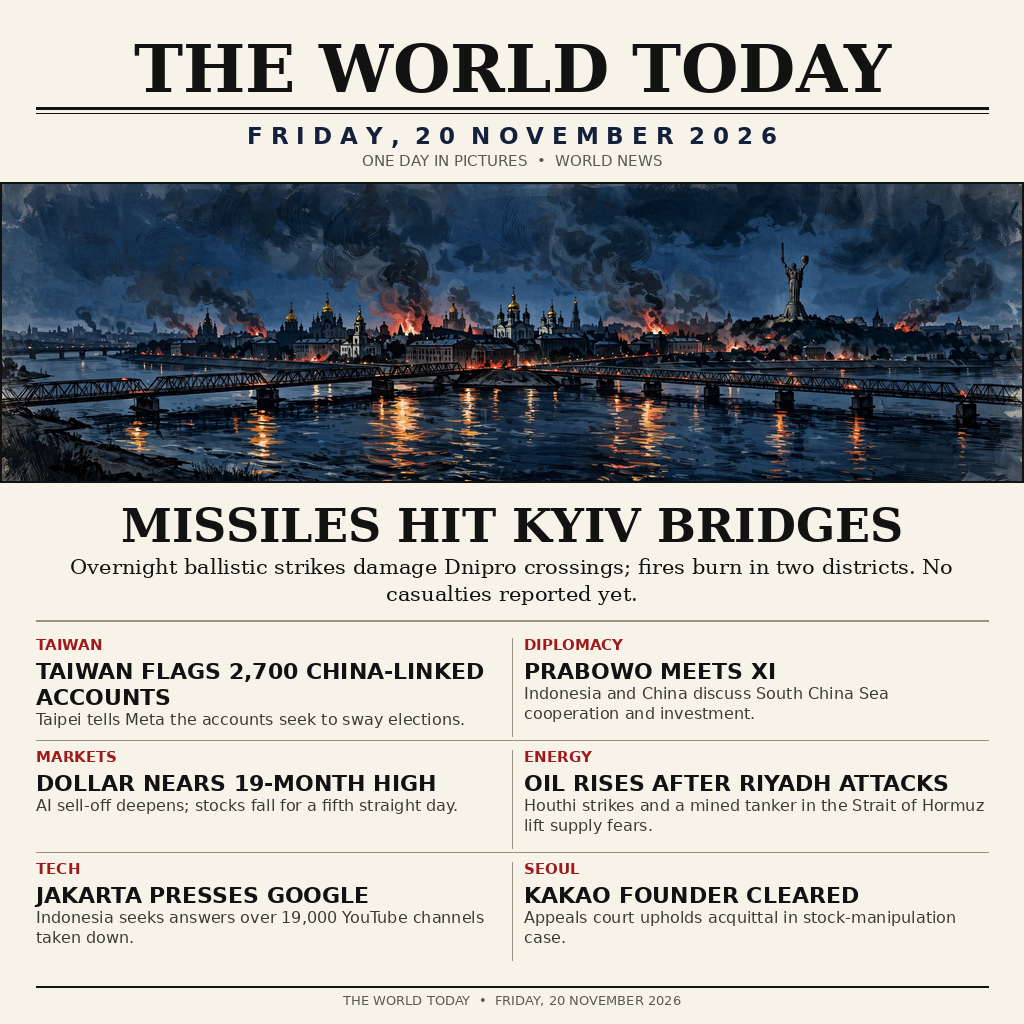 THE WORLD TODAY
FRIDAY, 20 NOVEMBER 2026
ONE DAY IN PICTURES • WORLD NEWS
MISSILES HIT KYIV BRIDGES
Overnight ballistic strikes damage Dnipro crossings; fires burn in two districts. No
casualties reported yet.
TAIWAN
TAIWAN FLAGS 2,700 CHINA-LINKED
ACCOUNTS
Taipei tells Meta the accounts seek to sway elections.
DIPLOMACY
PRABOWO MEETS XI
Indonesia and China discuss South China Sea
cooperation and investment.
MARKETS
DOLLAR NEARS 19-MONTH HIGH
AI sell-off deepens; stocks fall for a fifth straight day.
ENERGY
OIL RISES AFTER RIYADH ATTACKS
Houthi strikes and a mined tanker in the Strait of Hormuz
lift supply fears.
TECH
JAKARTA PRESSES GOOGLE
Indonesia seeks answers over 19,000 YouTube channels
taken down.
SEOUL
KAKAO FOUNDER CLEARED
Appeals court upholds acquittal in stock-manipulation
case.
THE WORLD TODAY • FRIDAY, 20 NOVEMBER 2026